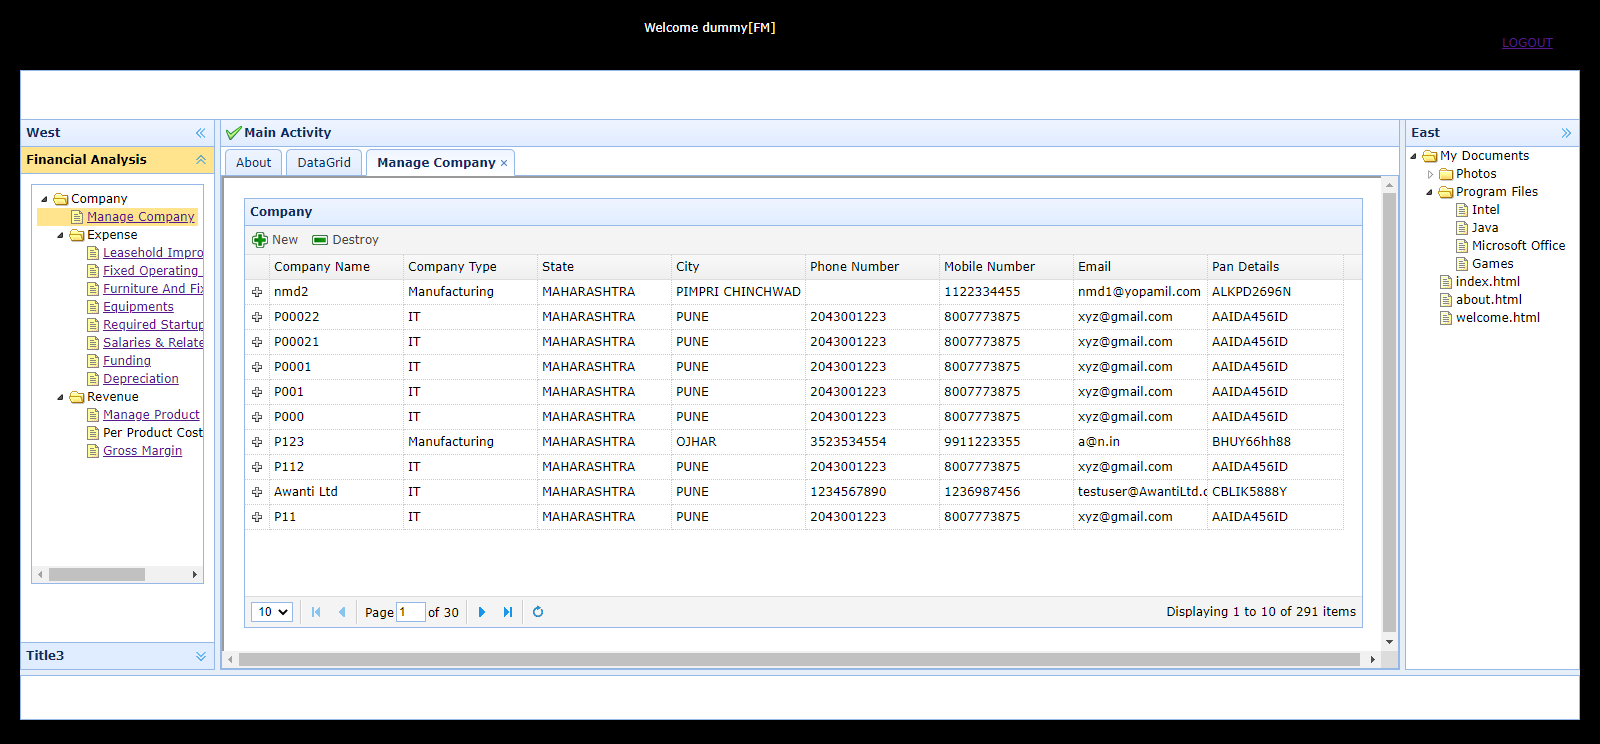 Welcome dummy[FM]
LOGOUT
West
Financial Analysis
Company
Manage Company
Expense
Leasehold Impro
Fixed Operating
Furniture And Fi
Equipments
Required Startup
Salaries & Relate
Funding
Depreciation
Revenue
Manage Product
Per Product Cost
Gross Margin
Title3
Main Activity
About DataGrid Manage Company
Company
New Destroy
Company Name Company Type State City Phone Number Mobile Number Email Pan Details
nmd2 Manufacturing MAHARASHTRA PIMPRI CHINCHWAD 1122334455 nmd1@yopamil.com ALKPD2696N
P00022 IT MAHARASHTRA PUNE 2043001223 8007773875 xyz@gmail.com AAIDA456ID
P00021 IT MAHARASHTRA PUNE 2043001223 8007773875 xyz@gmail.com AAIDA456ID
P0001 IT MAHARASHTRA PUNE 2043001223 8007773875 xyz@gmail.com AAIDA456ID
P001 IT MAHARASHTRA PUNE 2043001223 8007773875 xyz@gmail.com AAIDA456ID
P000 IT MAHARASHTRA PUNE 2043001223 8007773875 xyz@gmail.com AAIDA456ID
P123 Manufacturing MAHARASHTRA OJHAR 3523534554 9911223355 a@n.in BHUY66hh88
P112 IT MAHARASHTRA PUNE 2043001223 8007773875 xyz@gmail.com AAIDA456ID
Awanti Ltd IT MAHARASHTRA PUNE 1234567890 1236987456 testuser@AwantiLtd.c CBLIK5888Y
P11 IT MAHARASHTRA PUNE 2043001223 8007773875 xyz@gmail.com AAIDA456ID
10 Page 1 of 30 Displaying 1 to 10 of 291 items
East
My Documents
Photos
Program Files
Intel
Java
Microsoft Office
Games
index.html
about.html
welcome.html